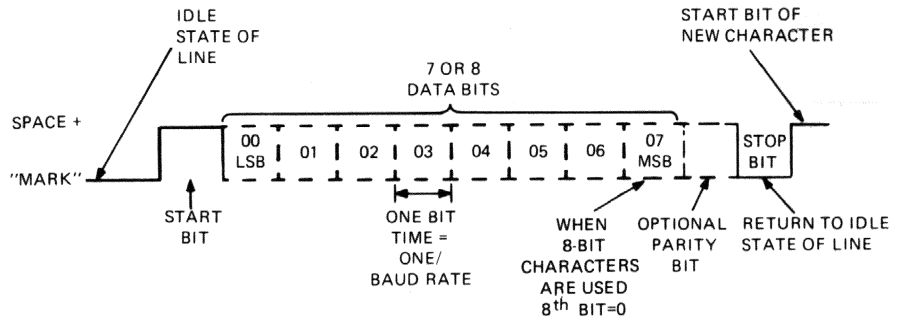 IDLE
STATE OF
LINE
START BIT OF
NEW CHARACTER
7 OR 8
DATA BITS
SPACE +
"MARK"
00
LSB
01
02
03
04
05
06
07
MSB
STOP
BIT
START
BIT
ONE BIT
TIME =
ONE/
BAUD RATE
WHEN
8-BIT
CHARACTERS
ARE USED
8th BIT=0
OPTIONAL
PARITY
BIT
RETURN TO IDLE
STATE OF LINE